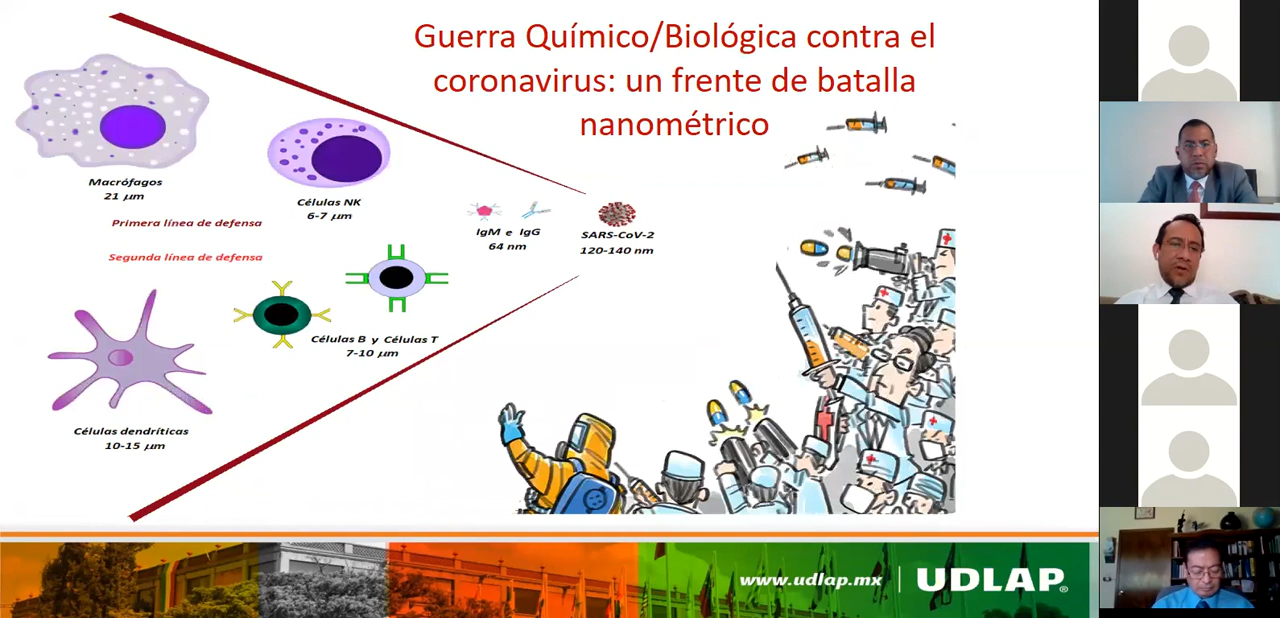 Guerra Químico/Biológica contra el
coronavirus: un frente de batalla
nanométrico
Macrófagos
21 μm
Células NK
6-7 μm
Primera línea de defensa
IgM e IgG
64 nm
SARS-CoV-2
120-140 nm
Segunda línea de defensa
Células B y Células T
7-10 μm
Células dendríticas
10-15 μm
www.udlap.mx
UDLAP®